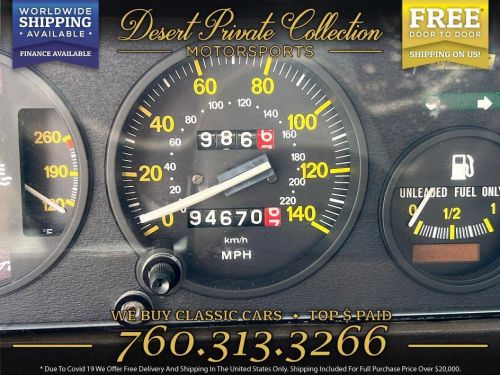 WORLDWIDE
SHIPPING
AVAILABLE
FINANCE AVAILABLE
Desert Private Collection
MOTORSPORTS
FREE
DOOR TO DOOR
SHIPPING ON US!
260
190
120
°F
0
20
40
60
80
100
120
140
20
40
60
80
100
120
140
160
180
200
220
986
94670
km/h
MPH
UNLEADED FUEL ONLY
0
1/2
1
WE BUY CLASSIC CARS • TOP $ PAID
760.313.3266
* Due To Covid 19 We Offer Free Delivery And Shipping In The United States Only. Shipping Included For Full Purchase Price Over $20,000.